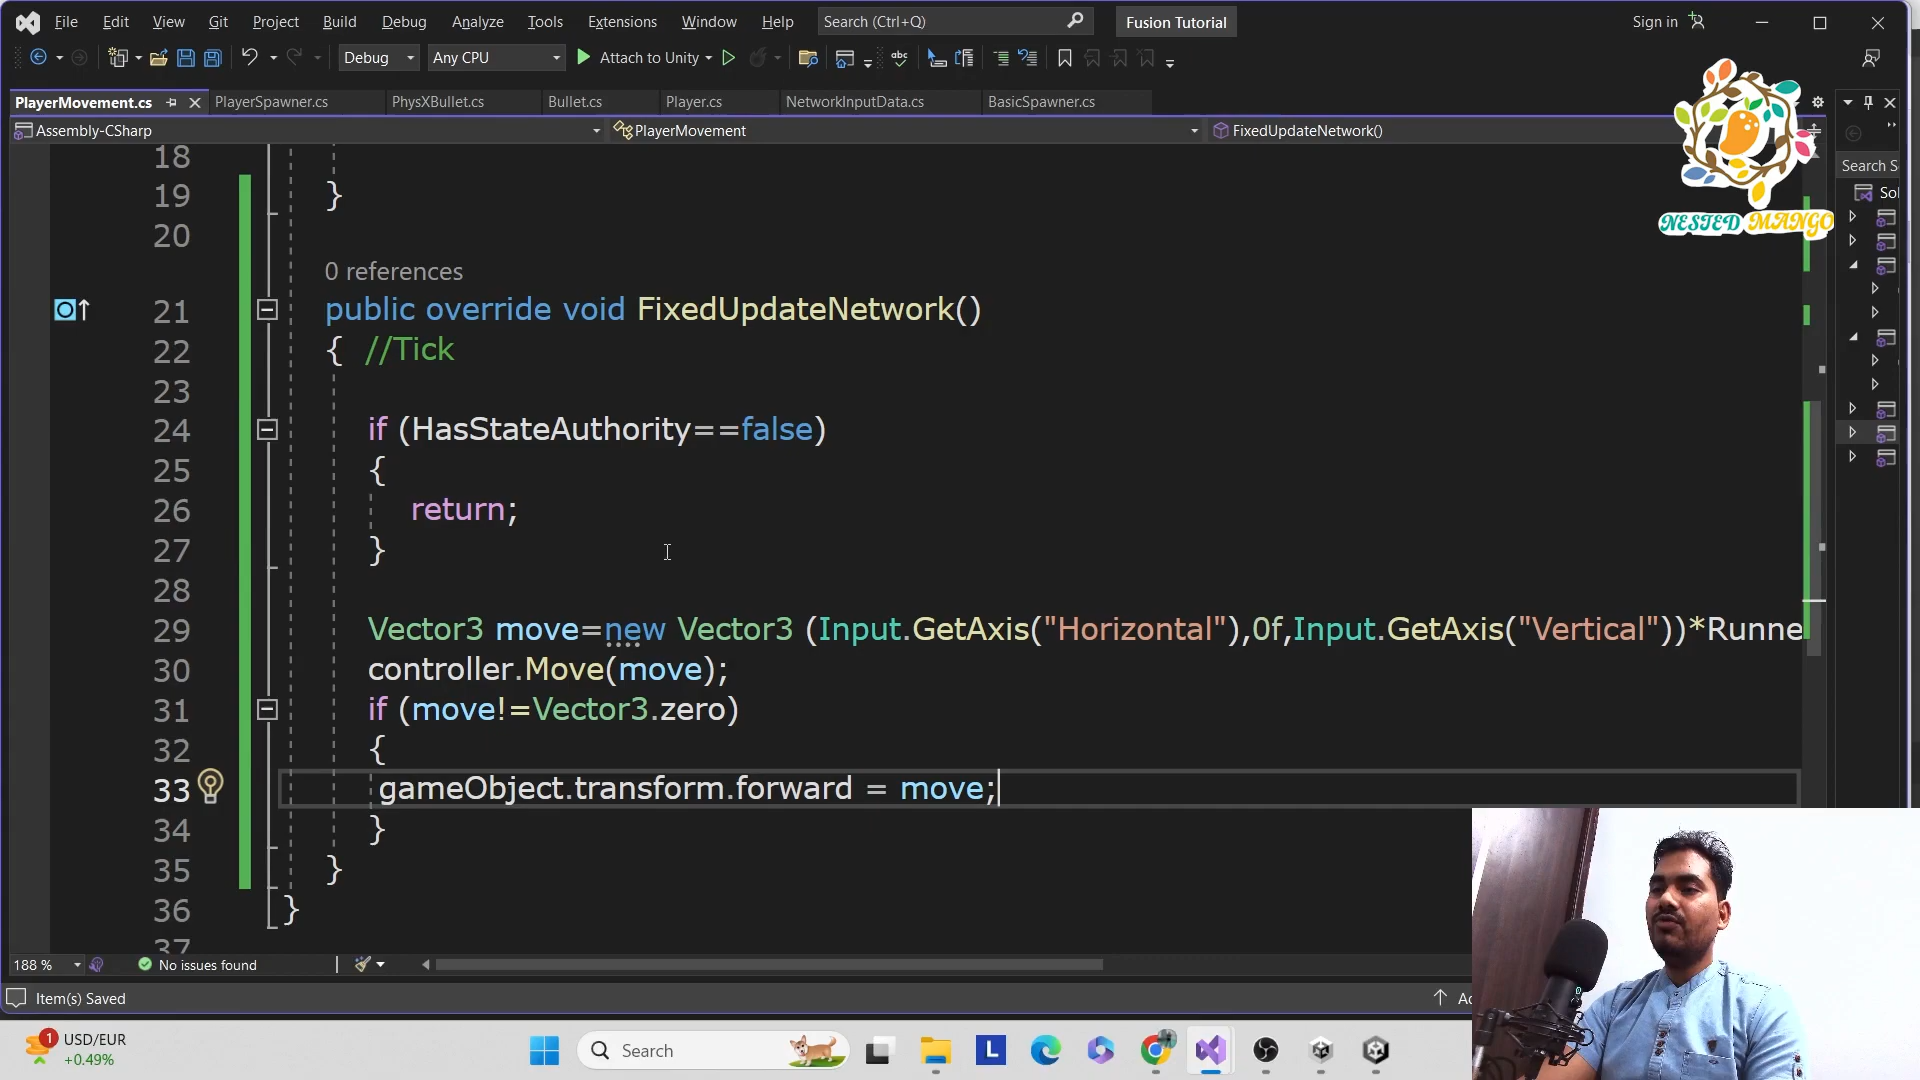 File Edit View Git Project Build Debug Analyze Tools Extensions Window Help Search (Ctrl+Q) Fusion Tutorial Sign in
Debug Any CPU Attach to Unity
PlayerMovement.cs PlayerSpawner.cs PhysXBullet.cs Bullet.cs Player.cs NetworkInputData.cs BasicSpawner.cs
Assembly-CSharp PlayerMovement FixedUpdateNetwork()
NESTED MANGO
Search S
Sol
18
19 }
20
0 references
21 public override void FixedUpdateNetwork()
22 { //Tick
23
24 if (HasStateAuthority==false)
25 {
26 return;
27 }
28
29 Vector3 move=new Vector3 (Input.GetAxis("Horizontal"),0f,Input.GetAxis("Vertical"))*Runne
30 controller.Move(move);
31 if (move!=Vector3.zero)
32 {
33 gameObject.transform.forward = move;
34 }
35 }
36 }
37
188 % No issues found
Item(s) Saved
1 USD/EUR
+0.49%
Search
L